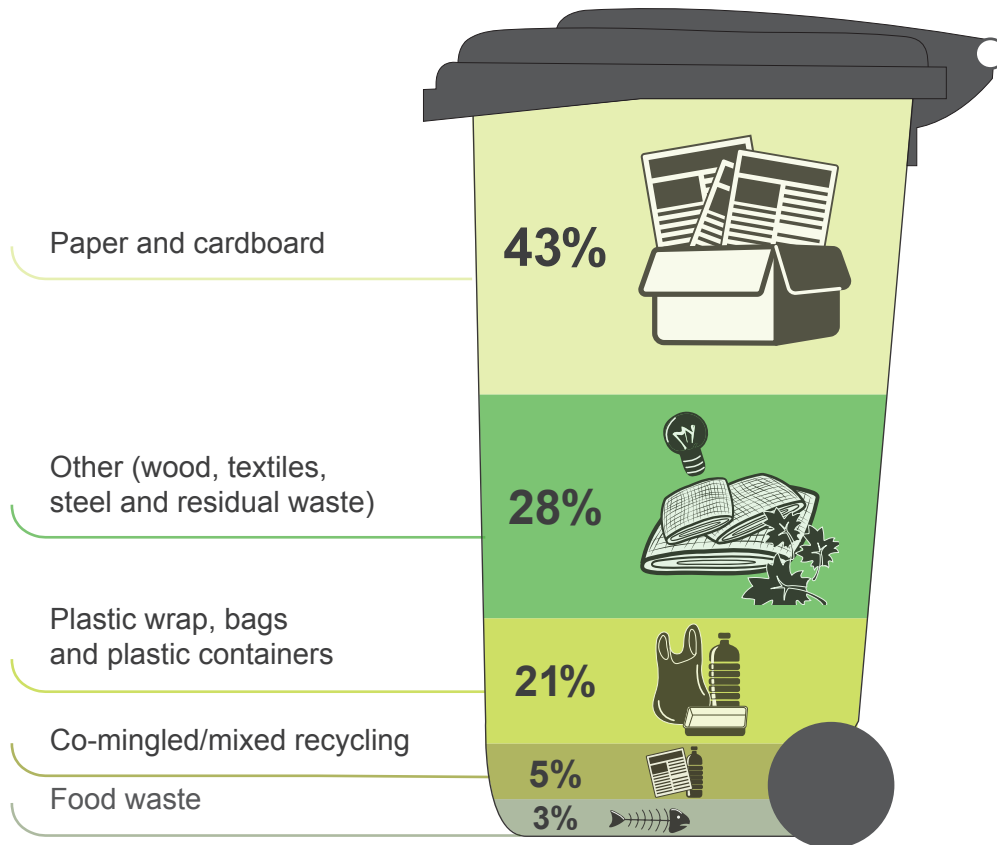 Paper and cardboard
43%
Other (wood, textiles,
steel and residual waste)
28%
Plastic wrap, bags
and plastic containers
21%
Co-mingled/mixed recycling
5%
Food waste
3%